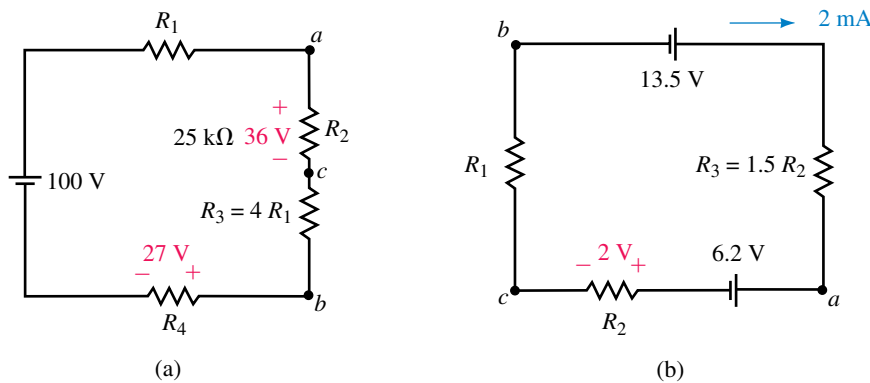 R1
a
100 V
25 kΩ
+
36 V
−
R2
c
R3 = 4 R1
27 V
− +
R4
b
(a)
2 mA
b
13.5 V
R1
R3 = 1.5 R2
− 2 V +
6.2 V
c
R2
a
(b)